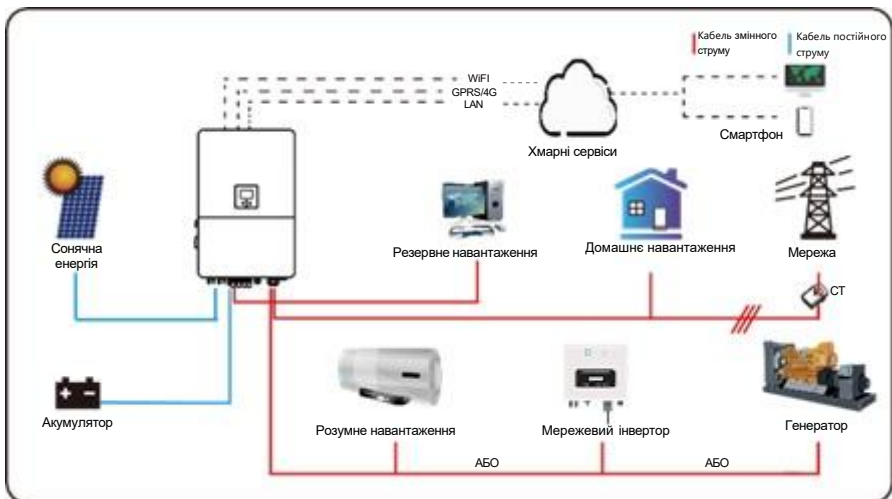 Кабель змінного
струму
Кабель постійного
струму
WiFI
GPRS/4G
LAN
Хмарні сервіси
Смартфон
Сонячна
енергія
Резервне навантаження
Домашнє навантаження
Мережа
CT
Акумулятор
Розумне навантаження
Мережевий інвертор
Генератор
АБО
АБО